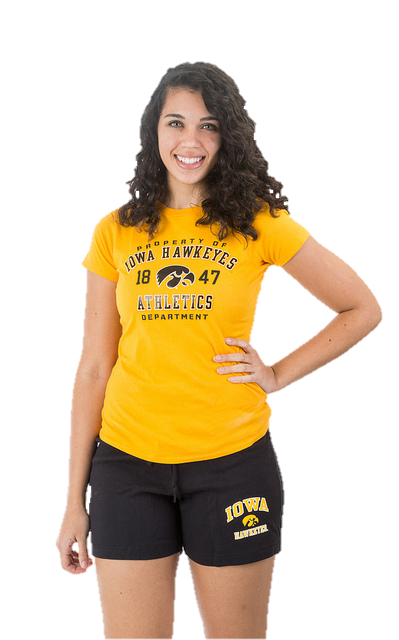 PROPERTY OF
IOWA HAWKEYES
18 47
ATHLETICS
DEPARTMENT
IOWA
HAWKEYES